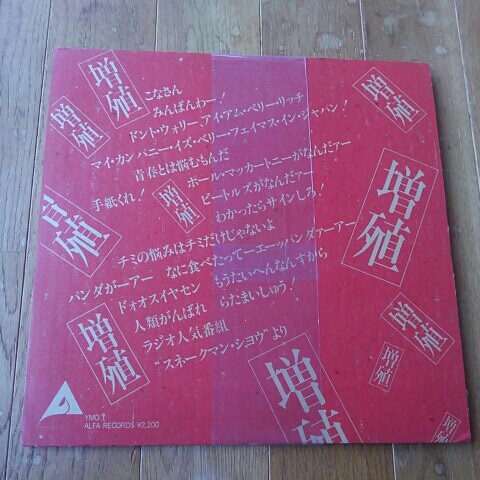 増殖
増殖
増殖
増殖
増殖
増殖
増殖
増殖
増殖
増殖
こなさん
みんばんわー!
ドント・ウォリー、アイ・アム・ベリー・リッチ
マイ・カンパニー・イズ・ベリー・フェイマス・イン・ジャパン!
青春とは悩むもんだ
手紙くれ!
ポール・マッカートニーがなんだァー
ビートルズがなんだァー
わかったらサインしろ!
チミの悩みはチミだけじゃないよ
パンダがーアー なに食べたってーエーッパンダァーアー
ドォオスイヤセン もうたいへんなんすから
人類がんばれ らたまいしゅう!
ラジオ人気番組
“スネークマン・ショウ”より
YMO 1
ALFA RECORDS ¥2,200